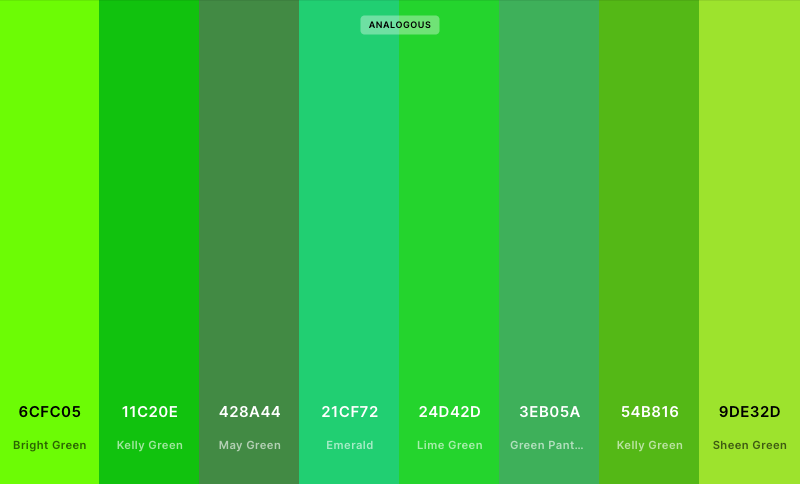 ANALOGOUS
6CFC05 11C20E 428A44 21CF72 24D42D 3EB05A 54B816 9DE32D
Bright Green Kelly Green May Green Emerald Lime Green Green Pant... Kelly Green Sheen Green